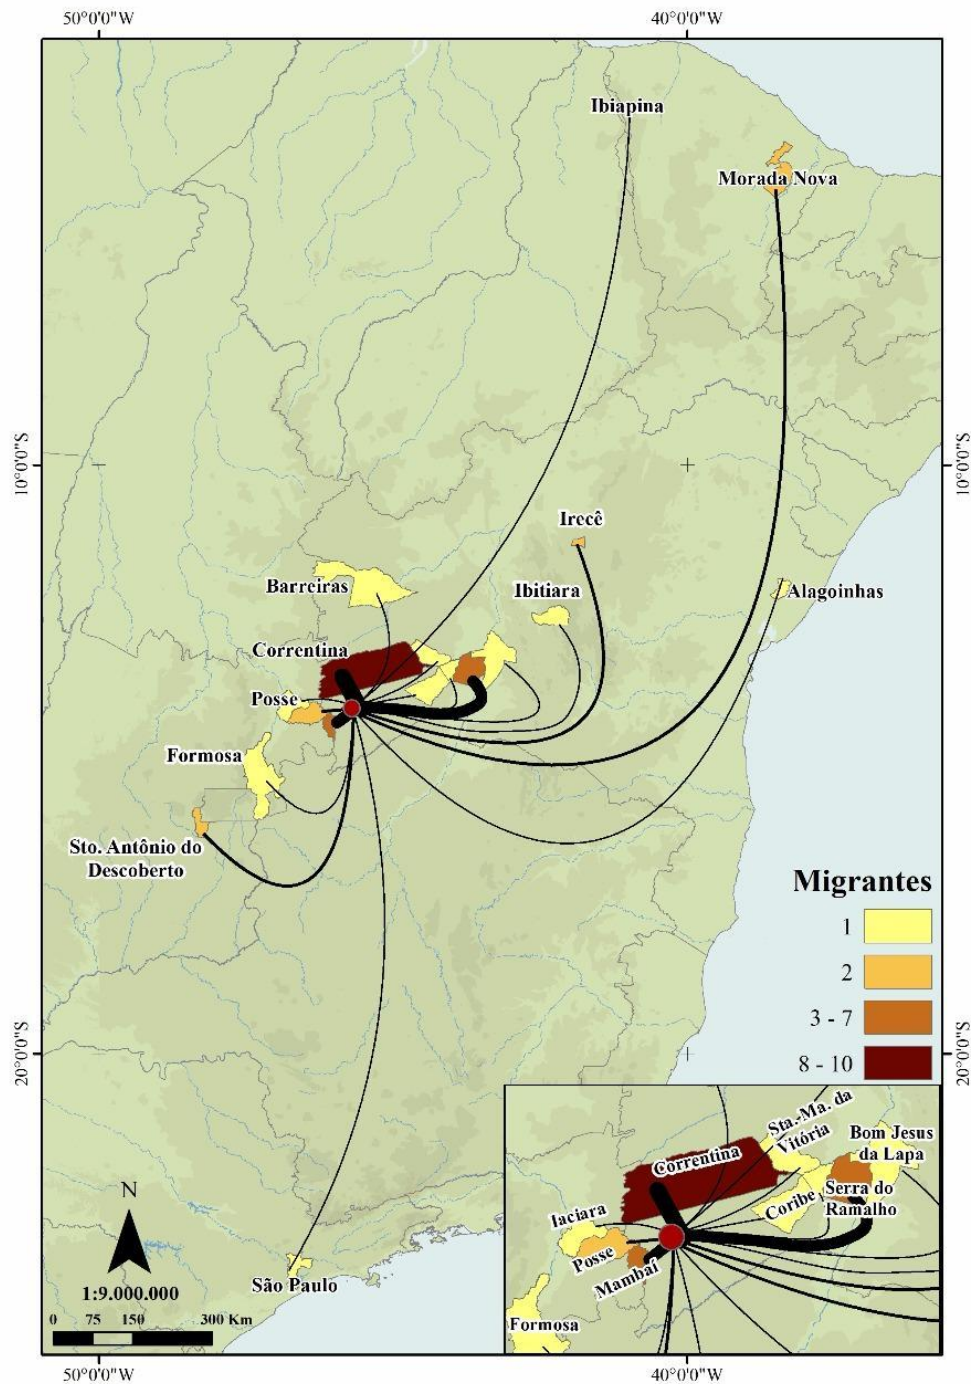 50°0'0"W
40°0'0"W
Ibiapina
Morada Nova
10°0'0"S
10°0'0"S
Irecê
Barreiras
Ibitiara
Alagoinhas
Correntina
Posse
Formosa
Sto. Antônio do
Descoberto
Migrantes
1
2
3 - 7
8 - 10
20°0'0"S
20°0'0"S
Sta.-Ma. da
Vitória
Bom Jesus
da Lapa
Correntina
Serra do
Ramalho
Coribe
Iaciara
Posse
Mambaí
Formosa
N
1:9.000.000
0 75 150 300 Km
São Paulo
50°0'0"W
40°0'0"W